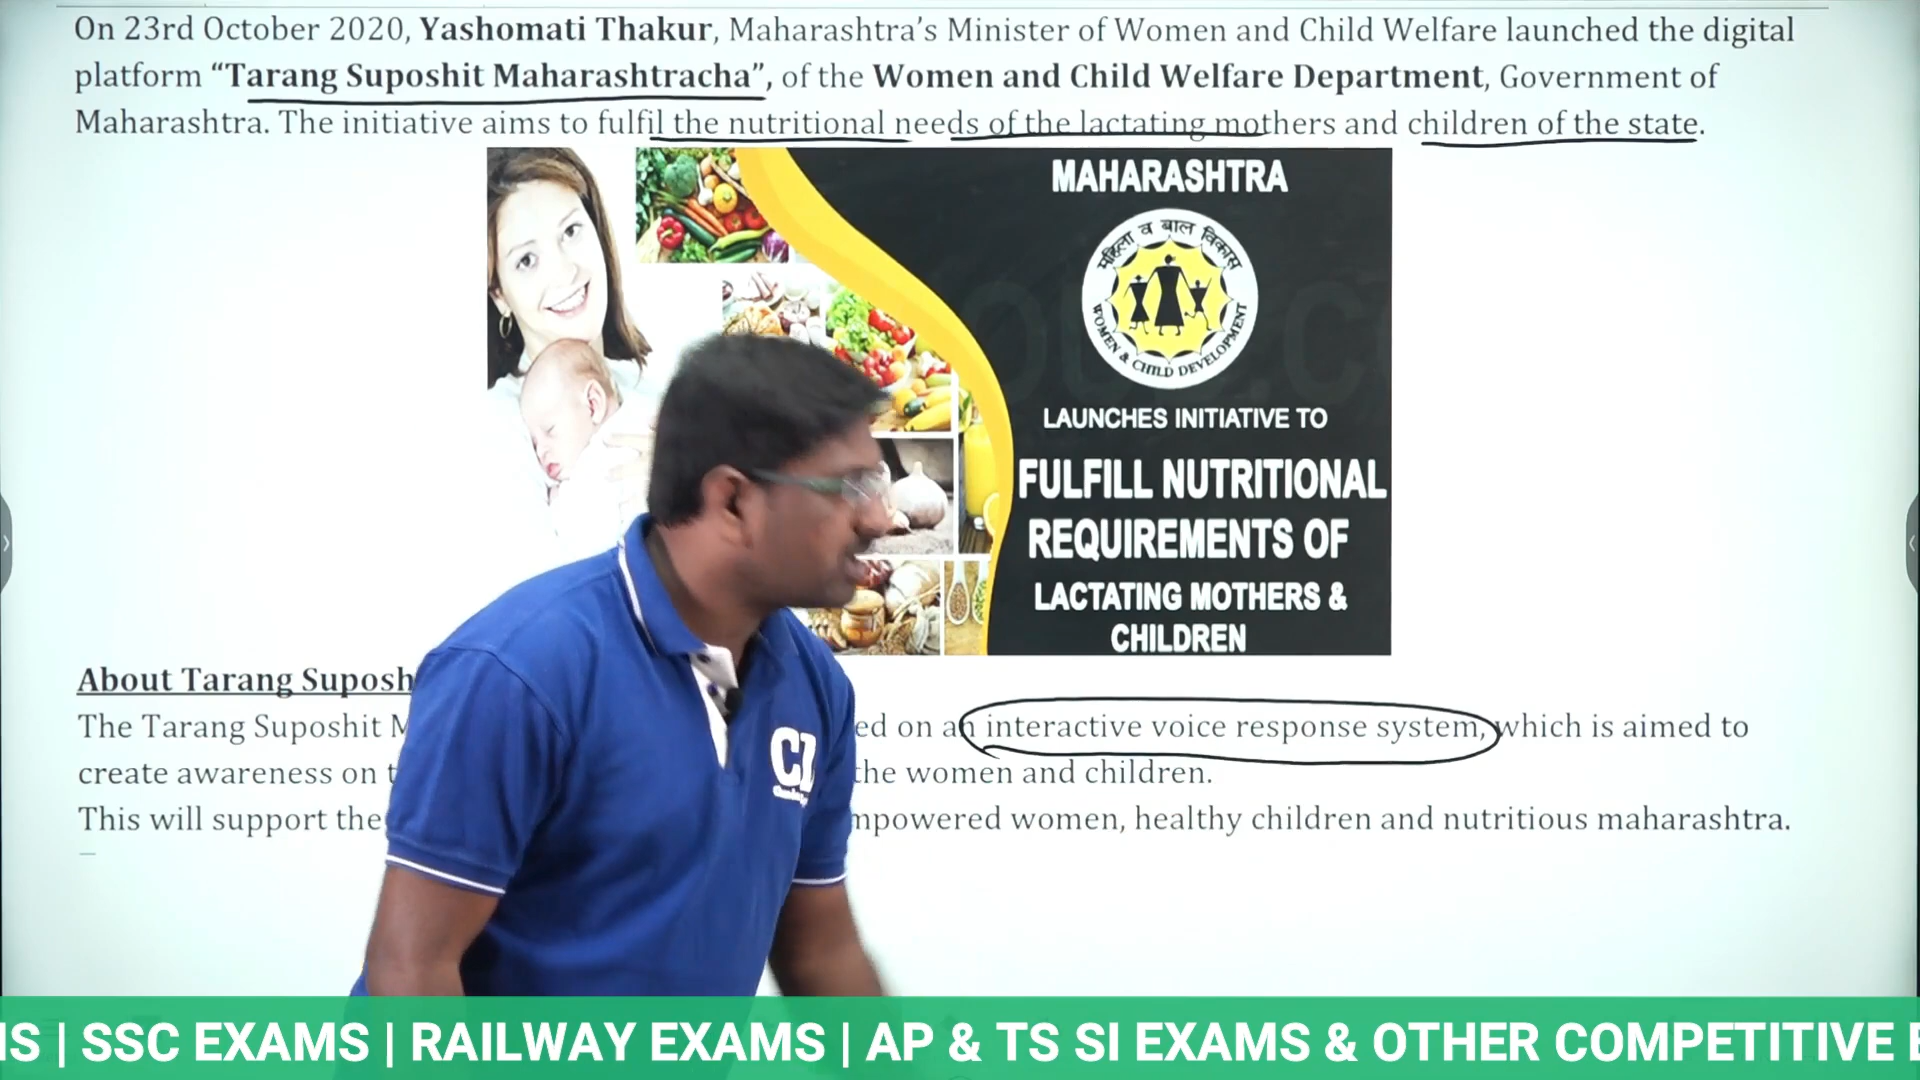 On 23rd October 2020, Yashomati Thakur, Maharashtra’s Minister of Women and Child Welfare launched the digital
platform “Tarang Suposhit Maharashtracha”, of the Women and Child Welfare Department, Government of
Maharashtra. The initiative aims to fulfil the nutritional needs of the lactating mothers and children of the state.
MAHARASHTRA
महिला व बाल विकास
WOMEN & CHILD DEVELOPMENT
LAUNCHES INITIATIVE TO
FULFILL NUTRITIONAL
REQUIREMENTS OF
LACTATING MOTHERS &
CHILDREN
About Tarang Suposh
The Tarang Suposhit M ed on an interactive voice response system, which is aimed to
create awareness on t the women and children.
This will support the mpowered women, healthy children and nutritious maharashtra.
MS | SSC EXAMS | RAILWAY EXAMS | AP & TS SI EXAMS & OTHER COMPETITIVE E